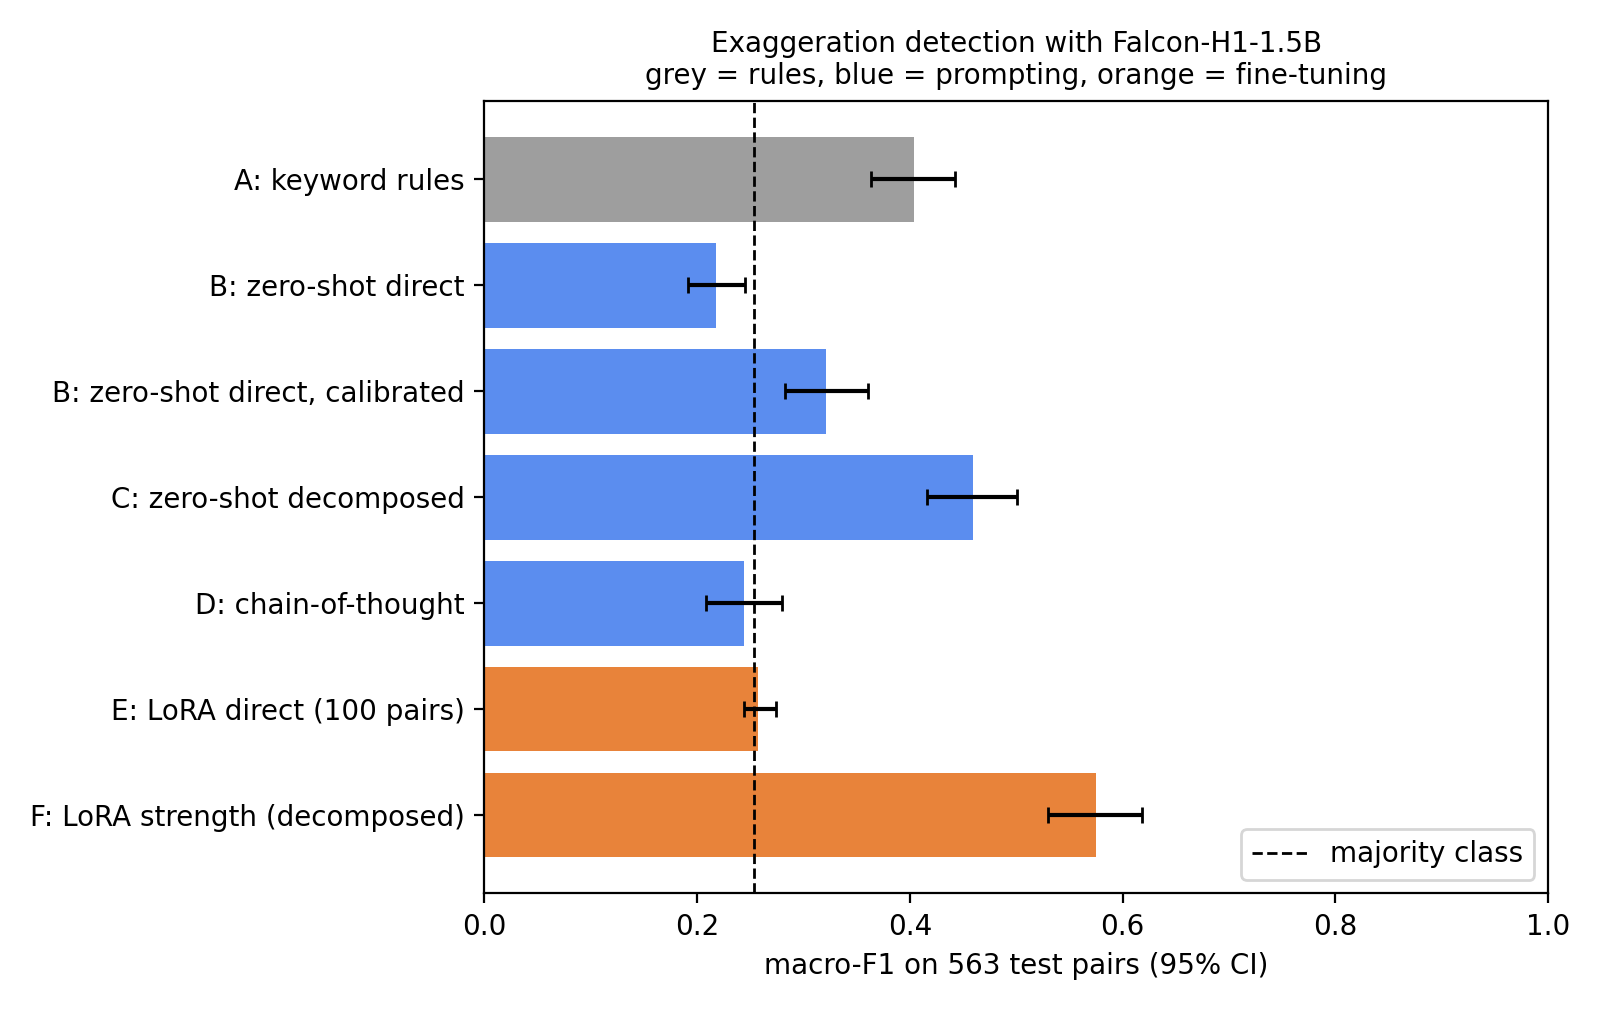 Exaggeration detection with Falcon-H1-1.5B
grey = rules, blue = prompting, orange = fine-tuning
A: keyword rules
B: zero-shot direct
B: zero-shot direct, calibrated
C: zero-shot decomposed
D: chain-of-thought
E: LoRA direct (100 pairs)
F: LoRA strength (decomposed)
majority class
0.0 0.2 0.4 0.6 0.8 1.0
macro-F1 on 563 test pairs (95% CI)